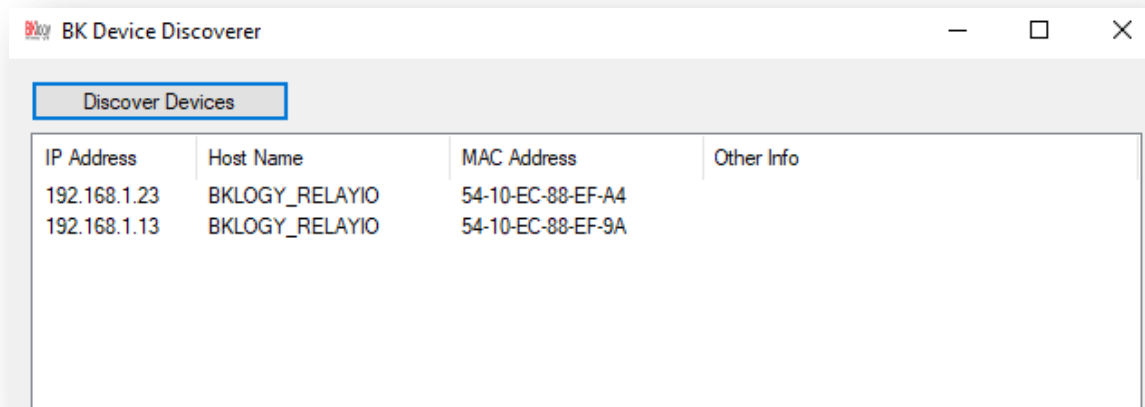 BK Device Discoverer
Discover Devices
IP Address Host Name MAC Address Other Info
192.168.1.23 BKLOGY_RELAYIO 54-10-EC-88-EF-A4
192.168.1.13 BKLOGY_RELAYIO 54-10-EC-88-EF-9A